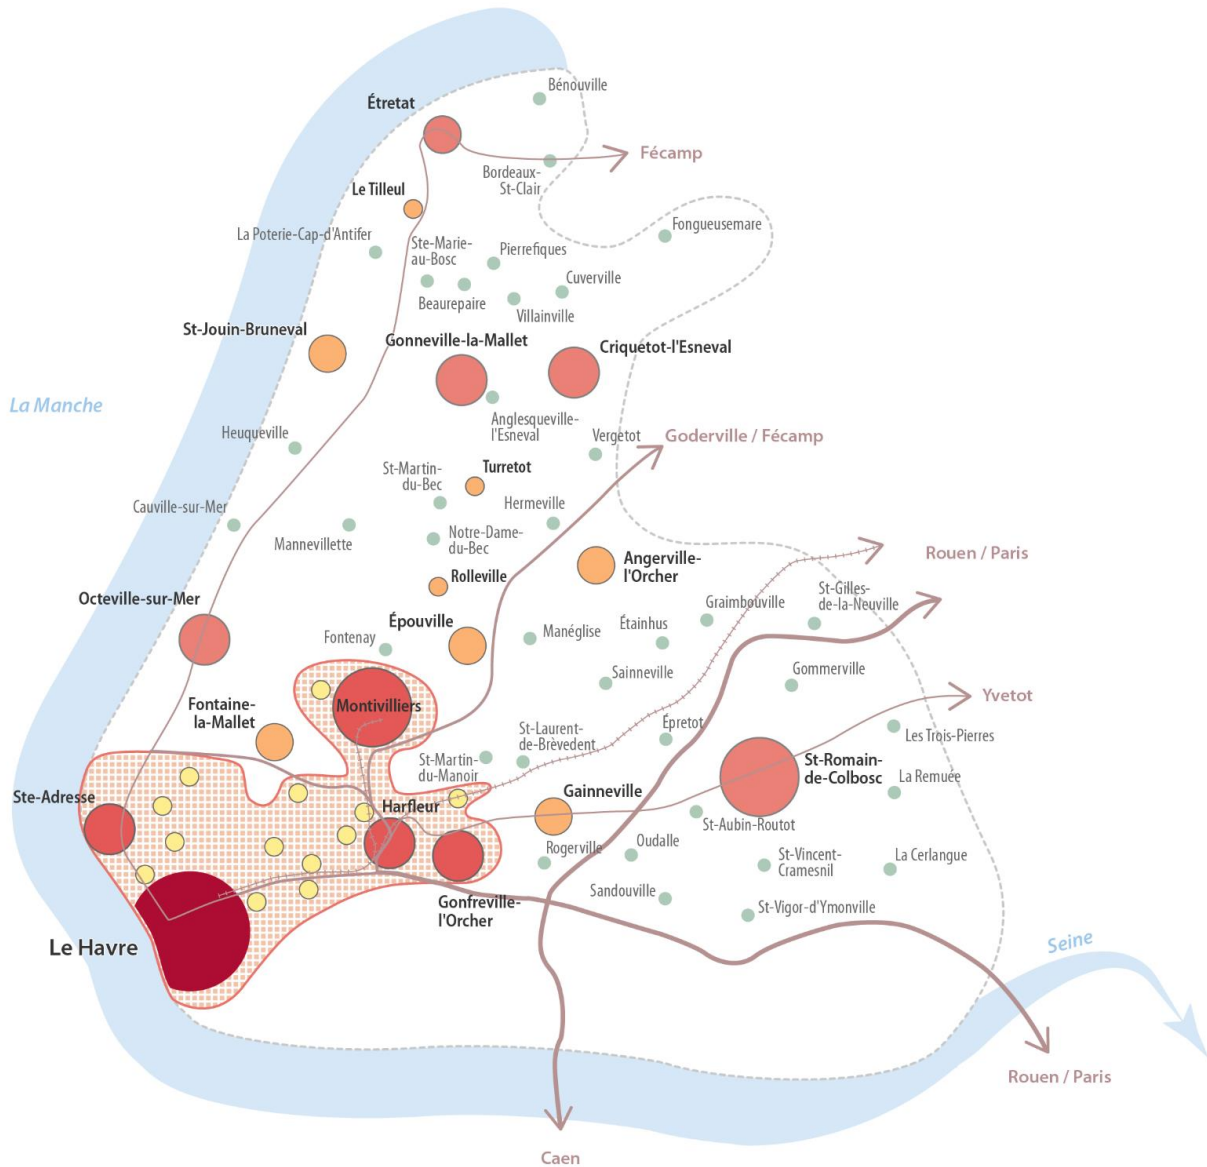 Bénouville
Étretat
Fécamp
Bordeaux-
St-Clair
Le Tilleul
La Poterie-Cap-d'Antifer
Fongueusemare
Ste-Marie-
au-Bosc
Pierrefiques
Cuverville
Beaurepaire
Villainville
St-Jouin-Bruneval
Gonneville-la-Mallet
Criquetot-l'Esneval
La Manche
Anglesqueville-
l'Esneval
Heuqueville
Vergetot
Goderville / Fécamp
St-Martin-
du-Bec
Turretot
Hermeville
Cauville-sur-Mer
Mannevillette
Notre-Dame-
du-Bec
Rouen / Paris
Angerville-
l'Orcher
Rolleville
Octeville-sur-Mer
Graimbouville
St-Gilles-
de-la-Neuville
Épouville
Fontenay
Manéglise
Étainhus
Sainneville
Gommerville
Yvetot
Fontaine-
la-Mallet
Montivilliers
St-Laurent-
de-Brèvedent
Épretot
Les Trois-Pierres
St-Martin-
du-Manoir
St-Romain-
de-Colbosc
La Remuée
Ste-Adresse
Harfleur
Gainneville
St-Aubin-Routot
Rogerville
Oudalle
St-Vincent-
Cramesnil
La Cerlangue
Sandouville
St-Vigor-d'Ymonville
Gonfreville-
l'Orcher
Le Havre
Seine
Rouen / Paris
Caen